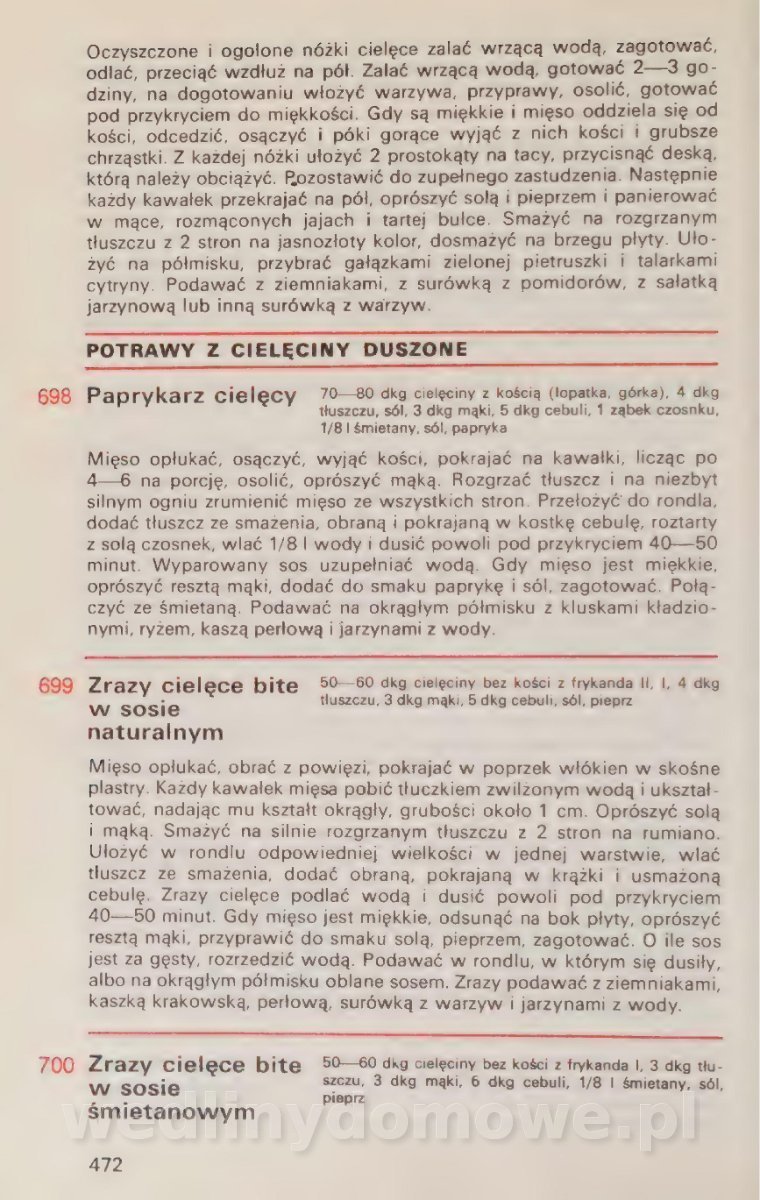 Oczyszczone i ogolone nóżki cielęce zalać wrzącą wodą, zagotować,
odlać, przeciąć wzdłuż na pół. Zalać wrzącą wodą, gotować 2—3 go-
dziny, na dogotowaniu włożyć warzywa, przyprawy, osolić, gotować
pod przykryciem do miękkości. Gdy są miękkie i mięso oddziela się od
kości, odcedzić, osączyć i póki gorące wyjąć z nich kości i grubsze
chrząstki. Z każdej nóżki ułożyć 2 prostokąty na tacy, przycisnąć deską,
którą należy obciążyć. Pozostawić do zupełnego zastudzenia. Następnie
każdy kawałek przekrajać na pół, oprószyć solą i pieprzem i panierować
w mące, rozmąconych jajach i tartej bułce. Smażyć na rozgrzanym
tłuszczu z 2 stron na jasnozłoty kolor, dosmażyć na brzegu płyty. Uło-
żyć na półmisku, przybrać gałązkami zielonej pietruszki i talarkami
cytryny. Podawać z ziemniakami, z surówką z pomidorów, z sałatką
jarzynową lub inną surówką z warzyw.
POTRAWY Z CIELĘCINY DUSZONE
698 Paprykarz cielęcy
70—80 dkg cielęciny z kością (łopatka, górka), 4 dkg
tłuszczu, sól, 3 dkg mąki, 5 dkg cebuli, 1 ząbek czosnku,
1/8 l śmietany, sól, papryka
Mięso opłukać, osączyć, wyjąć kości, pokrajać na kawałki, licząc po
4—6 na porcję, osolić, oprószyć mąką. Rozgrzać tłuszcz i na niezbyt
silnym ogniu zrumienić mięso ze wszystkich stron. Przełożyć do rondla,
dodać tłuszcz ze smażenia, obraną i pokrajaną w kostkę cebulę, roztarty
z solą czosnek, wlać 1/8 l wody i dusić powoli pod przykryciem 40—50
minut. Wyparowany sos uzupełniać wodą. Gdy mięso jest miękkie,
oprószyć resztą mąki, dodać do smaku paprykę i sól, zagotować. Połą-
czyć ze śmietaną. Podawać na okrągłym półmisku z kluskami kładzio-
nymi, ryżem, kaszą perłową i jarzynami z wody.
699 Zrazy cielęce bite
w sosie
naturalnym
50—60 dkg cielęciny bez kości z frykanda II, I, 4 dkg
tłuszczu, 3 dkg mąki, 5 dkg cebuli, sól, pieprz
Mięso opłukać, obrać z powięzi, pokrajać w poprzek włókien w skośne
plastry. Każdy kawałek mięsa pobić tłuczkiem zwilżonym wodą i ukształ-
tować, nadając mu kształt okrągły, grubości około 1 cm. Oprószyć solą
i mąką. Smażyć na silnie rozgrzanym tłuszczu z 2 stron na rumiano.
Ułożyć w rondlu odpowiedniej wielkości w jednej warstwie, wlać
tłuszcz ze smażenia, dodać obraną, pokrajaną w krążki i usmażoną
cebulę. Zrazy cielęce podlać wodą i dusić powoli pod przykryciem
40—50 minut. Gdy mięso jest miękkie, odsunąć na bok płyty, oprószyć
resztą mąki, przyprawić do smaku solą, pieprzem, zagotować. O ile sos
jest za gęsty, rozrzedzić wodą. Podawać w rondlu, w którym się dusiły,
albo na okrągłym półmisku oblane sosem. Zrazy podawać z ziemniakami,
kaszką krakowską, perłową, surówką z warzyw i jarzynami z wody.
700 Zrazy cielęce bite
w sosie
śmietanowym
50—60 dkg cielęciny bez kości z frykanda I, 3 dkg tłu-
szczu, 3 dkg mąki, 6 dkg cebuli, 1/8 l śmietany, sól,
pieprz
wedlinydomowe.pl
472